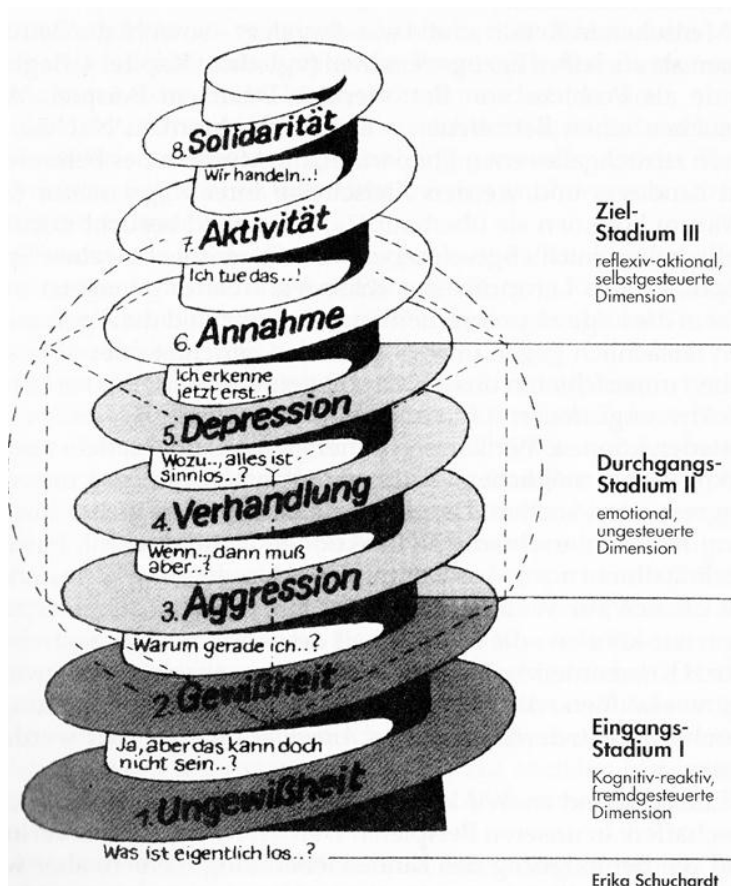 8. Solidarität
Wir handeln..!
7. Aktivität
Ich tue das..!
6. Annahme
Ich erkenne
jetzt erst..!
5. Depression
Wozu.., alles ist
sinnlos..?
4. Verhandlung
Wenn.., dann muß
aber..?
3. Aggression
Warum gerade ich..?
2. Gewißheit
Ja, aber das kann doch
nicht sein..?
1. Ungewißheit
Was ist eigentlich los..?
Ziel-
Stadium III
reflexiv-aktional,
selbstgesteuerte
Dimension
Durchgangs-
Stadium II
emotional,
ungesteuerte
Dimension
Eingangs-
Stadium I
Kognitiv-reaktiv,
fremdgesteuerte
Dimension
Erika Schuchardt